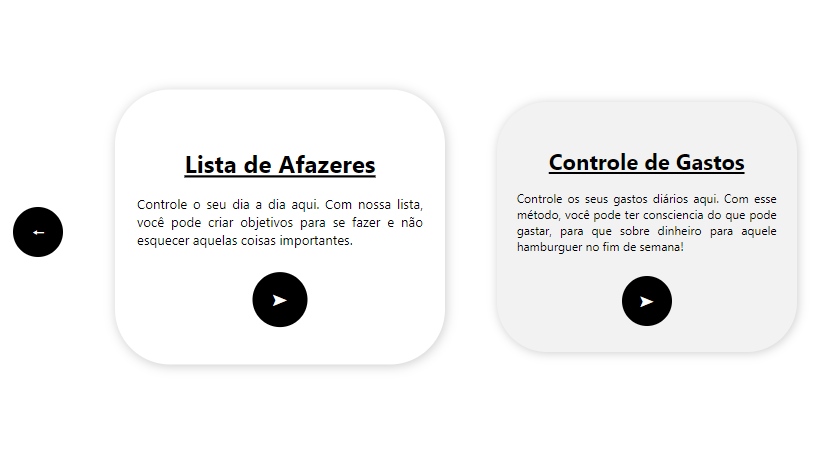 Lista de Afazeres
Controle o seu dia a dia aqui. Com nossa lista,
você pode criar objetivos para se fazer e não
esquecer aquelas coisas importantes.
Controle de Gastos
Controle os seus gastos diários aqui. Com esse
método, você pode ter consciencia do que pode
gastar, para que sobre dinheiro para aquele
hamburguer no fim de semana!